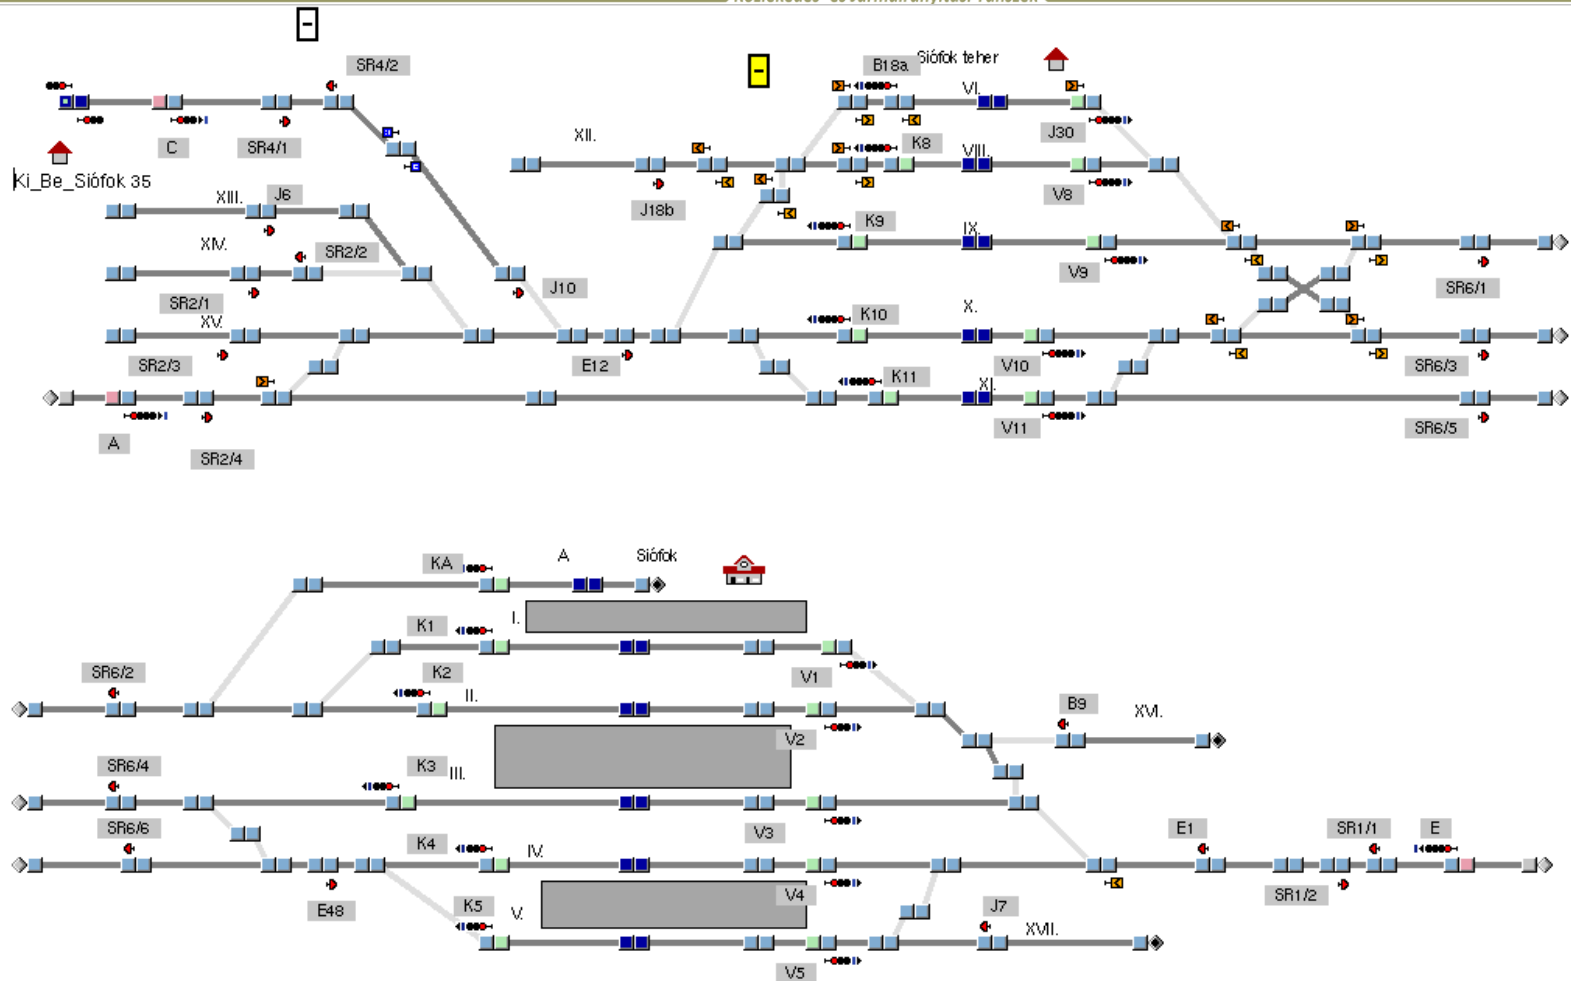 SR4/2
B18a
Siófok teher
VI.
C
SR4/1
XII.
K8
J30
VIII.
Ki_Be_Siófok 35
XIII.
J6
J18b
V8
K9
IX.
XIV.
SR2/2
V9
SR2/1
J10
SR6/1
XV.
K10
X.
SR2/3
E12
V10
SR6/3
K11
XI.
A
V11
SR6/5
SR2/4
KA
A
Siófok
K1
I.
SR6/2
K2
V1
II.
B9
XVI.
V2
SR6/4
K3
III.
SR6/6
V3
E1
SR1/1
E
K4
IV.
V4
SR1/2
E48
K5
V.
J7
XVII.
V5